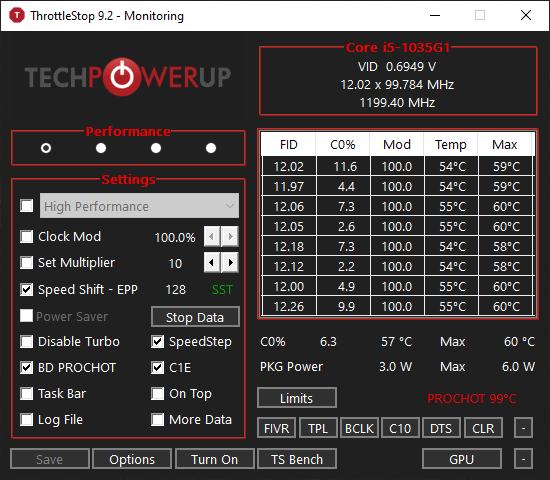 ThrottleStop 9.2 - Monitoring
TECHPOWERUP
Core i5-1035G1
VID 0.6949 V
12.02 x 99.784 MHz
1199.40 MHz
Performance
FID C0% Mod Temp Max
12.02 11.6 100.0 54°C 59°C
11.97 4.4 100.0 54°C 59°C
12.06 7.3 100.0 55°C 60°C
12.05 2.6 100.0 55°C 60°C
12.18 7.3 100.0 54°C 58°C
12.12 2.2 100.0 54°C 58°C
12.00 4.9 100.0 55°C 60°C
12.26 9.9 100.0 55°C 60°C
Settings
High Performance
Clock Mod 100.0%
Set Multiplier 10
Speed Shift - EPP 128 SST
Power Saver Stop Data
Disable Turbo SpeedStep
BD PROCHOT C1E
Task Bar On Top
Log File More Data
C0% 6.3 57 °C Max 60 °C
PKG Power 3.0 W Max 6.0 W
Limits PROCHOT 99°C
FIVR TPL BCLK C10 DTS CLR -
Save Options Turn On TS Bench GPU -